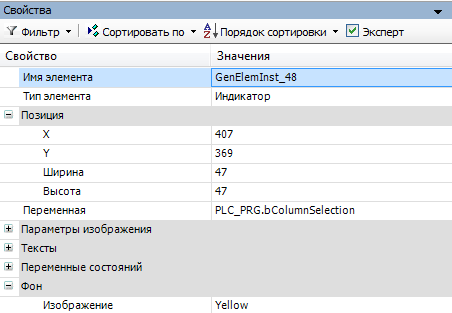 Свойства
Фильтр Сортировать по Порядок сортировки Эксперт
Свойство Значения
Имя элемента GenElemInst_48
Тип элемента Индикатор
Позиция
X 407
Y 369
Ширина 47
Высота 47
Переменная PLC_PRG.bColumnSelection
Параметры изображения
Тексты
Переменные состояний
Фон
Изображение Yellow